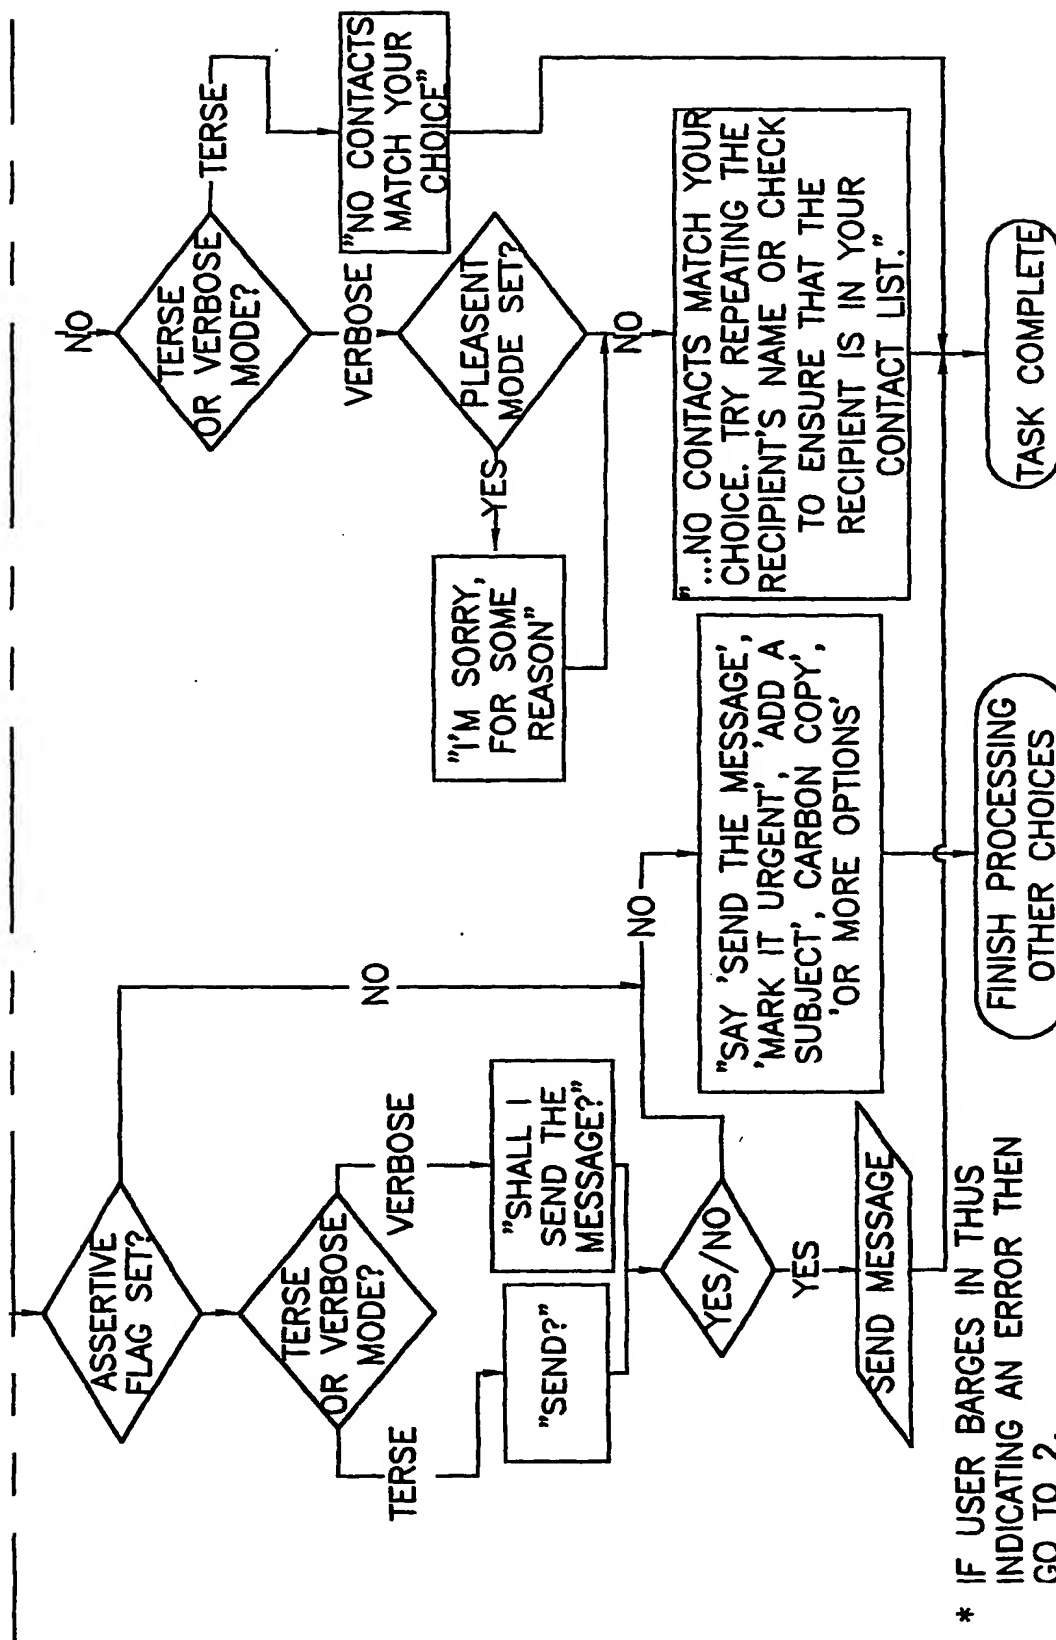 NO
TERSE
OR VERBOSE
MODE?
TERSE
"NO CONTACTS
MATCH YOUR
CHOICE"
VERBOSE
PLEASENT
MODE SET?
YES
"I'M SORRY,
FOR SOME
REASON"
NO
"...NO CONTACTS MATCH YOUR
CHOICE. TRY REPEATING THE
RECIPIENT'S NAME OR CHECK
TO ENSURE THAT THE
RECIPIENT IS IN YOUR
CONTACT LIST."
TASK COMPLETE
ASSERTIVE
FLAG SET?
NO
TERSE
OR VERBOSE
MODE?
TERSE
VERBOSE
"SEND?"
"SHALL I
SEND THE
MESSAGE?"
YES/NO
NO
YES
"SAY 'SEND THE MESSAGE',
'MARK IT URGENT', 'ADD A
SUBJECT', CARBON COPY',
'OR MORE OPTIONS'
SEND MESSAGE
FINISH PROCESSING
OTHER CHOICES
* IF USER BARGES IN THUS
INDICATING AN ERROR THEN
GO TO 2.